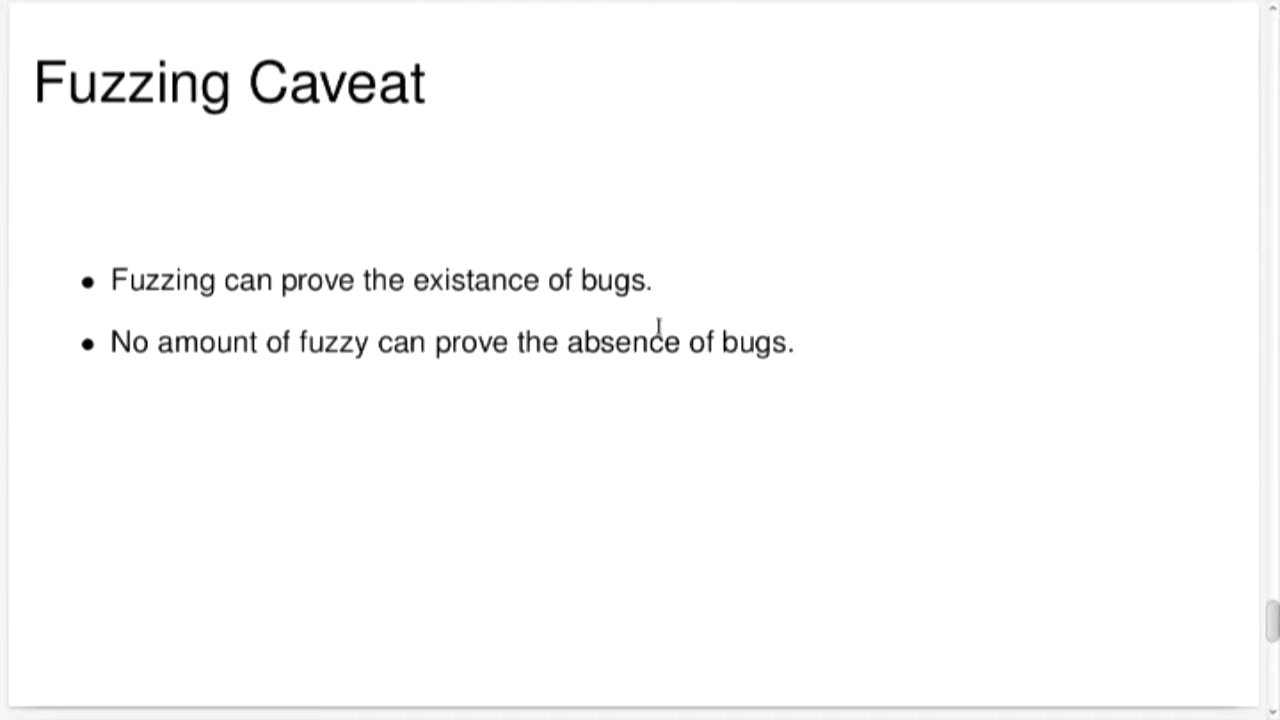 Fuzzing Caveat
• Fuzzing can prove the existance of bugs.
• No amount of fuzzy can prove the absence of bugs.